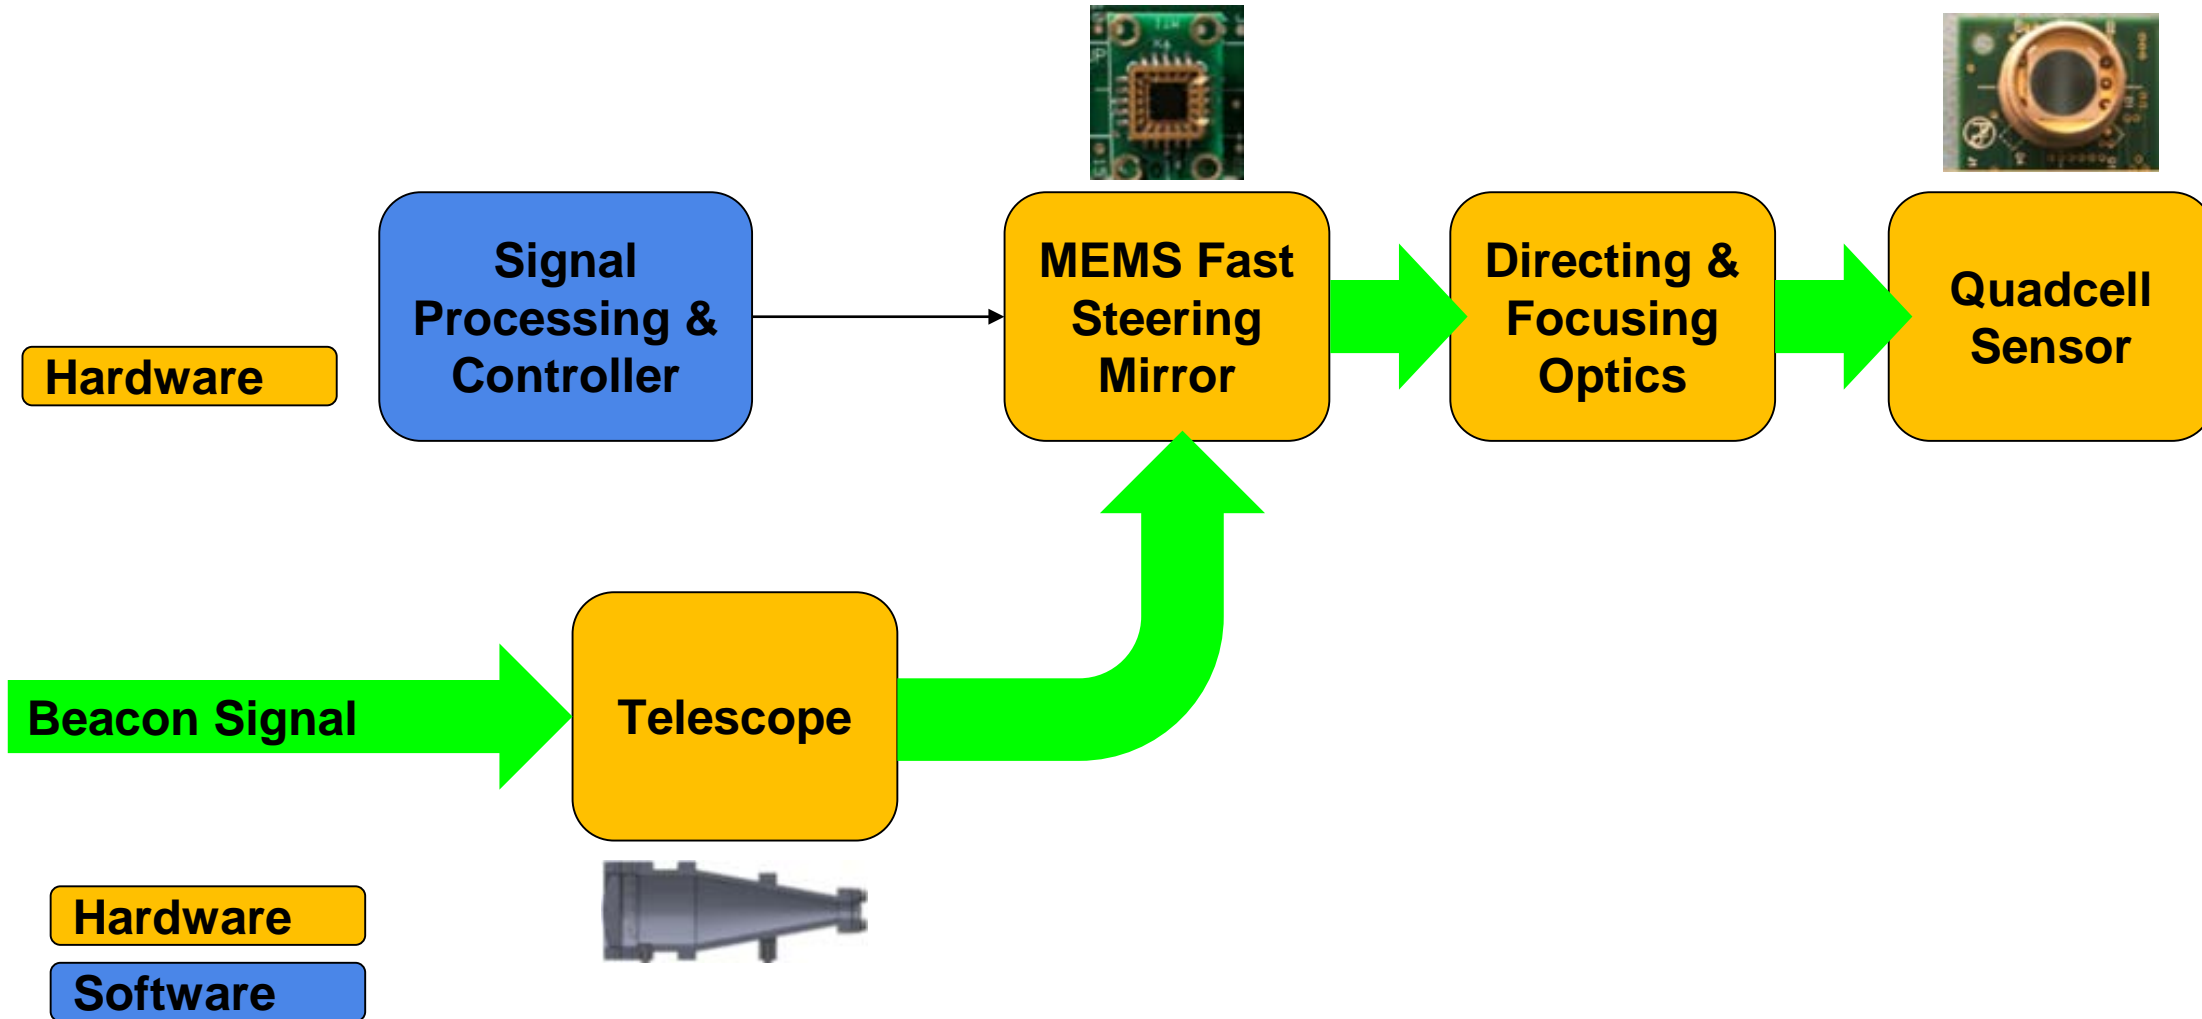 Signal
Processing &
Controller
MEMS Fast
Steering
Mirror
Directing &
Focusing
Optics
Quadcell
Sensor
Hardware
Beacon Signal
Telescope
Hardware
Software